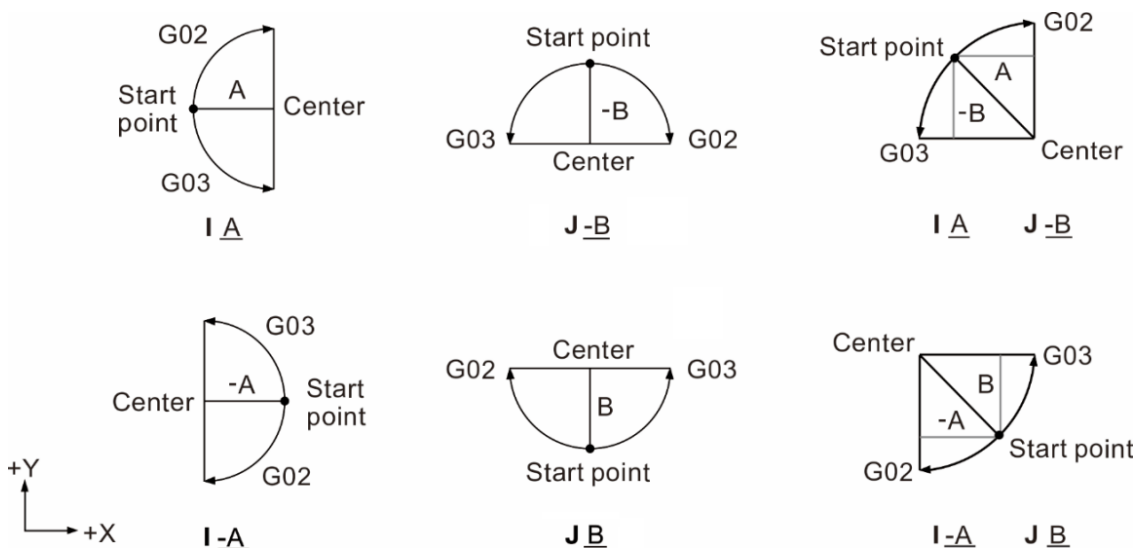 G02
A
Start
point
Center
G03
I A
Start point
-B
G03
Center
G02
J -B
G02
Start point
A
-B
G03
Center
I A J -B
G03
-A
Center
Start
point
G02
I -A
Center
G02
G03
B
Start point
J B
Center
G03
B
-A
Start point
G02
I -A J B
+Y
+X